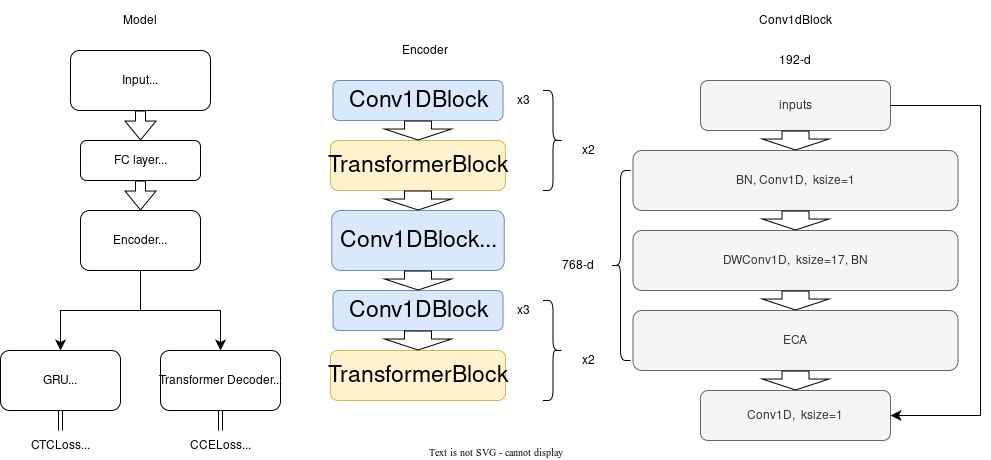 Model
Input...
FC layer...
Encoder...
GRU...
Transformer Decoder...
CTCLoss...
CCELoss...
Encoder
Conv1DBlock
x3
TransformerBlock
x2
Conv1DBlock...
Conv1DBlock
x3
TransformerBlock
x2
Conv1dBlock
192-d
inputs
BN, Conv1D, ksize=1
768-d
DWConv1D, ksize=17, BN
ECA
Conv1D, ksize=1
Text is not SVG - cannot display